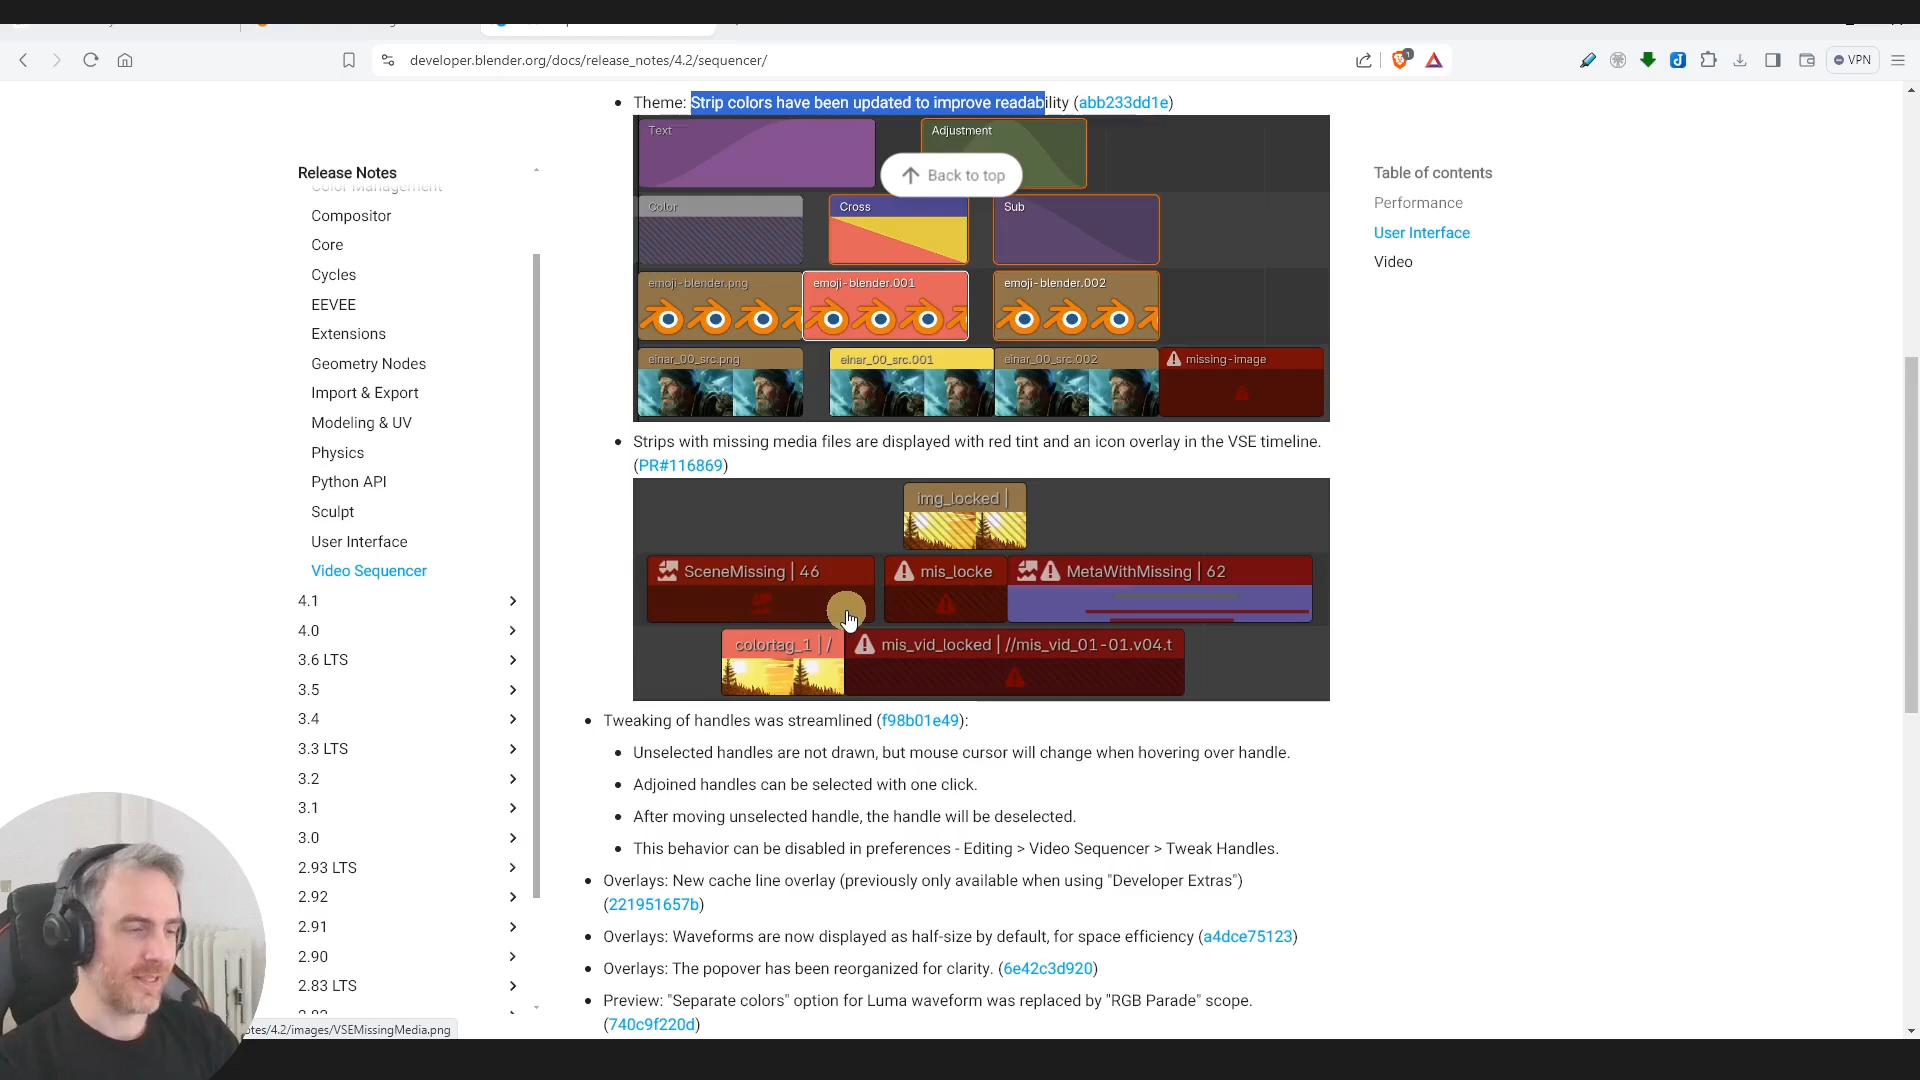 developer.blender.org/docs/release_notes/4.2/sequencer/
1
VPN
Release Notes
Color Management
Compositor
Core
Cycles
EEVEE
Extensions
Geometry Nodes
Import & Export
Modeling & UV
Physics
Python API
Sculpt
User Interface
Video Sequencer
4.1
4.0
3.6 LTS
3.5
3.4
3.3 LTS
3.2
3.1
3.0
2.93 LTS
2.92
2.91
2.90
2.83 LTS
Theme: Strip colors have been updated to improve readability (abb233dd1e)
Text
Adjustment
Back to top
Color
Cross
Sub
emoji-blender.png
emoji-blender.001
emoji-blender.002
einar_00_src.png
einar_00_src.001
einar_00_src.002
missing-image
Strips with missing media files are displayed with red tint and an icon overlay in the VSE timeline.
(PR#116869)
img_locked |
SceneMissing | 46
mis_locke
MetaWithMissing | 62
colortag_1 | /
mis_vid_locked | //mis_vid_01-01.v04.t
Tweaking of handles was streamlined (f98b01e49):
Unselected handles are not drawn, but mouse cursor will change when hovering over handle.
Adjoined handles can be selected with one click.
After moving unselected handle, the handle will be deselected.
This behavior can be disabled in preferences - Editing > Video Sequencer > Tweak Handles.
Overlays: New cache line overlay (previously only available when using "Developer Extras")
(221951657b)
Overlays: Waveforms are now displayed as half-size by default, for space efficiency (a4dce75123)
Overlays: The popover has been reorganized for clarity. (6e42c3d920)
Preview: "Separate colors" option for Luma waveform was replaced by "RGB Parade" scope.
(740c9f220d)
Table of contents
Performance
User Interface
Video
otes/4.2/images/VSEMissingMedia.png